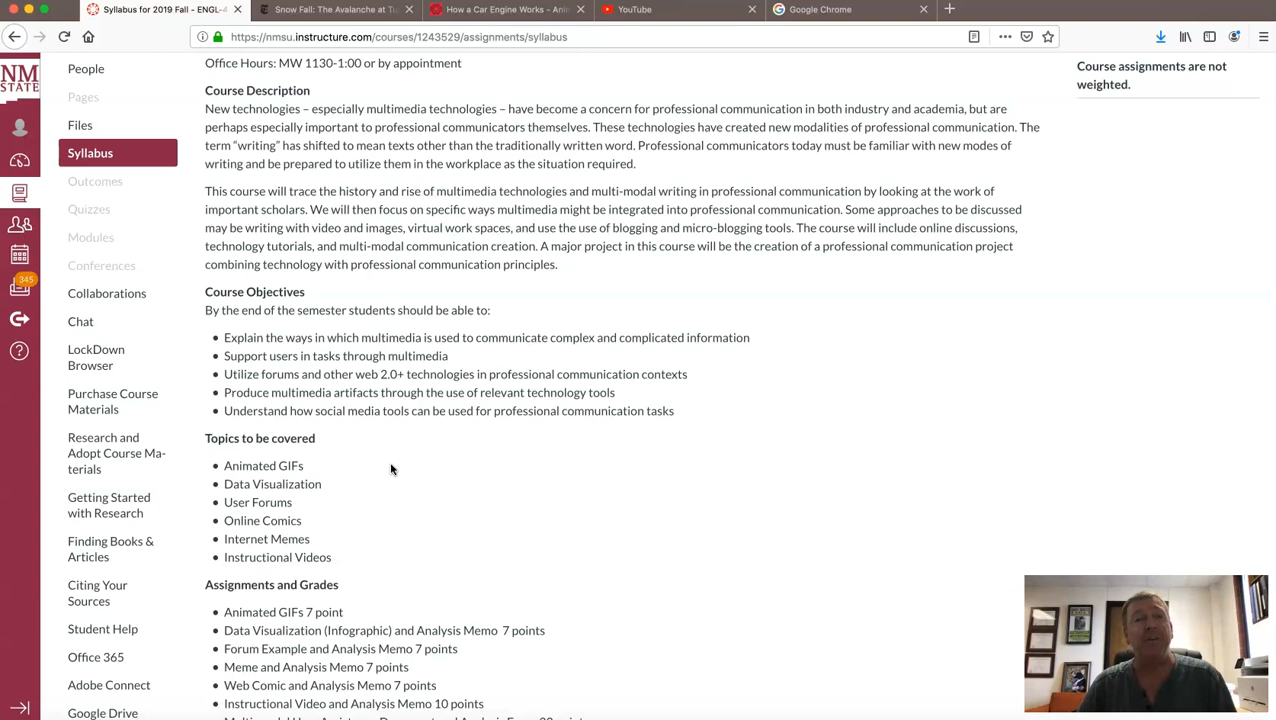 Syllabus for 2019 Fall - ENGL-4
Snow Fall: The Avalanche at Tu
How a Car Engine Works - Ani
YouTube
Google Chrome
https://nmsu.instructure.com/courses/1243529/assignments/syllabus
NM
STATE
345
People
Pages
Files
Syllabus
Outcomes
Quizzes
Modules
Conferences
Collaborations
Chat
LockDown
Browser
Purchase Course
Materials
Research and
Adopt Course Ma-
terials
Getting Started
with Research
Finding Books &
Articles
Citing Your
Sources
Student Help
Office 365
Adobe Connect
Google Drive
Office Hours: MW 1130-1:00 or by appointment
Course Description
New technologies – especially multimedia technologies – have become a concern for professional communication in both industry and academia, but are
perhaps especially important to professional communicators themselves. These technologies have created new modalities of professional communication. The
term “writing” has shifted to mean texts other than the traditionally written word. Professional communicators today must be familiar with new modes of
writing and be prepared to utilize them in the workplace as the situation required.
This course will trace the history and rise of multimedia technologies and multi-modal writing in professional communication by looking at the work of
important scholars. We will then focus on specific ways multimedia might be integrated into professional communication. Some approaches to be discussed
may be writing with video and images, virtual work spaces, and use the use of blogging and micro-blogging tools. The course will include online discussions,
technology tutorials, and multi-modal communication creation. A major project in this course will be the creation of a professional communication project
combining technology with professional communication principles.
Course Objectives
By the end of the semester students should be able to:
• Explain the ways in which multimedia is used to communicate complex and complicated information
• Support users in tasks through multimedia
• Utilize forums and other web 2.0+ technologies in professional communication contexts
• Produce multimedia artifacts through the use of relevant technology tools
• Understand how social media tools can be used for professional communication tasks
Topics to be covered
• Animated GIFs
• Data Visualization
• User Forums
• Online Comics
• Internet Memes
• Instructional Videos
Assignments and Grades
• Animated GIFs 7 point
• Data Visualization (Infographic) and Analysis Memo 7 points
• Forum Example and Analysis Memo 7 points
• Meme and Analysis Memo 7 points
• Web Comic and Analysis Memo 7 points
• Instructional Video and Analysis Memo 10 points
Course assignments are not
weighted.